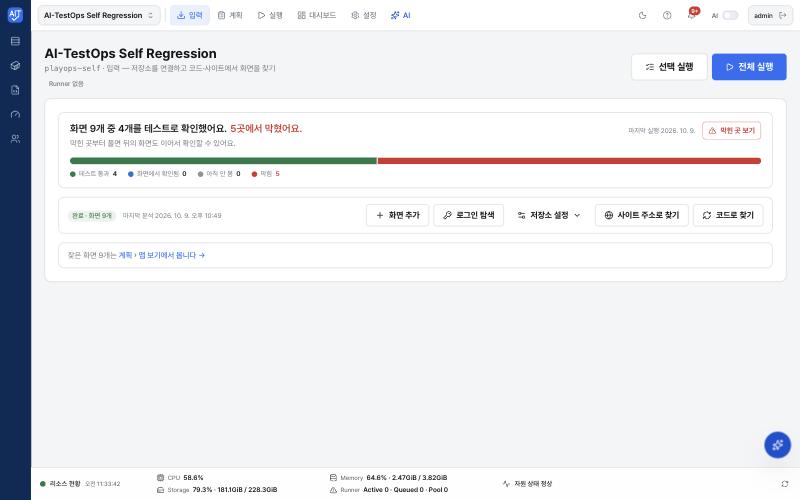 AI-TestOps Self Regression 입력 계획 실행 대시보드 설정 AI 9+ AI admin
AI-TestOps Self Regression
playops-self · 입력 — 저장소를 연결하고 코드·사이트에서 화면을 찾기
Runner 없음
선택 실행 전체 실행
화면 9개 중 4개를 테스트로 확인했어요. 5곳에서 막혔어요.
막힌 곳부터 풀면 뒤의 화면도 이어서 확인할 수 있어요.
마지막 실행 2026. 10. 9. 막힌 곳 보기
테스트 통과 4 화면에서 확인됨 0 아직 안 봄 0 막힘 5
완료 · 화면 9개 마지막 분석 2026. 10. 9. 오후 10:49 화면 추가 로그인 탐색 저장소 설정 사이트 주소로 찾기 코드로 찾기
찾은 화면 9개는 계획 › 맵 보기에서 봅니다 →
리소스 현황 오전 11:33:42
CPU 58.6%
Storage 79.3% · 181.1GiB / 228.3GiB
Memory 64.6% · 2.47GiB / 3.82GiB
Runner Active 0 · Queued 0 · Pool 0
자원 상태 정상